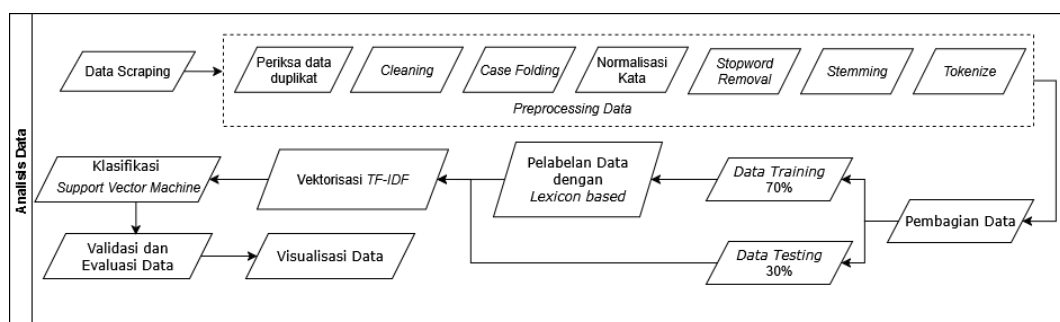 Analisis Data
Data Scraping
Periksa data
duplikat
Cleaning
Case Folding
Normalisasi
Kata
Stopword
Removal
Stemming
Tokenize
Preprocessing Data
Klasifikasi
Support Vector Machine
Vektorisasi TF-IDF
Pelabelan Data
dengan
Lexicon based
Data Training
70%
Pembagian Data
Validasi dan
Evaluasi Data
Visualisasi Data
Data Testing
30%